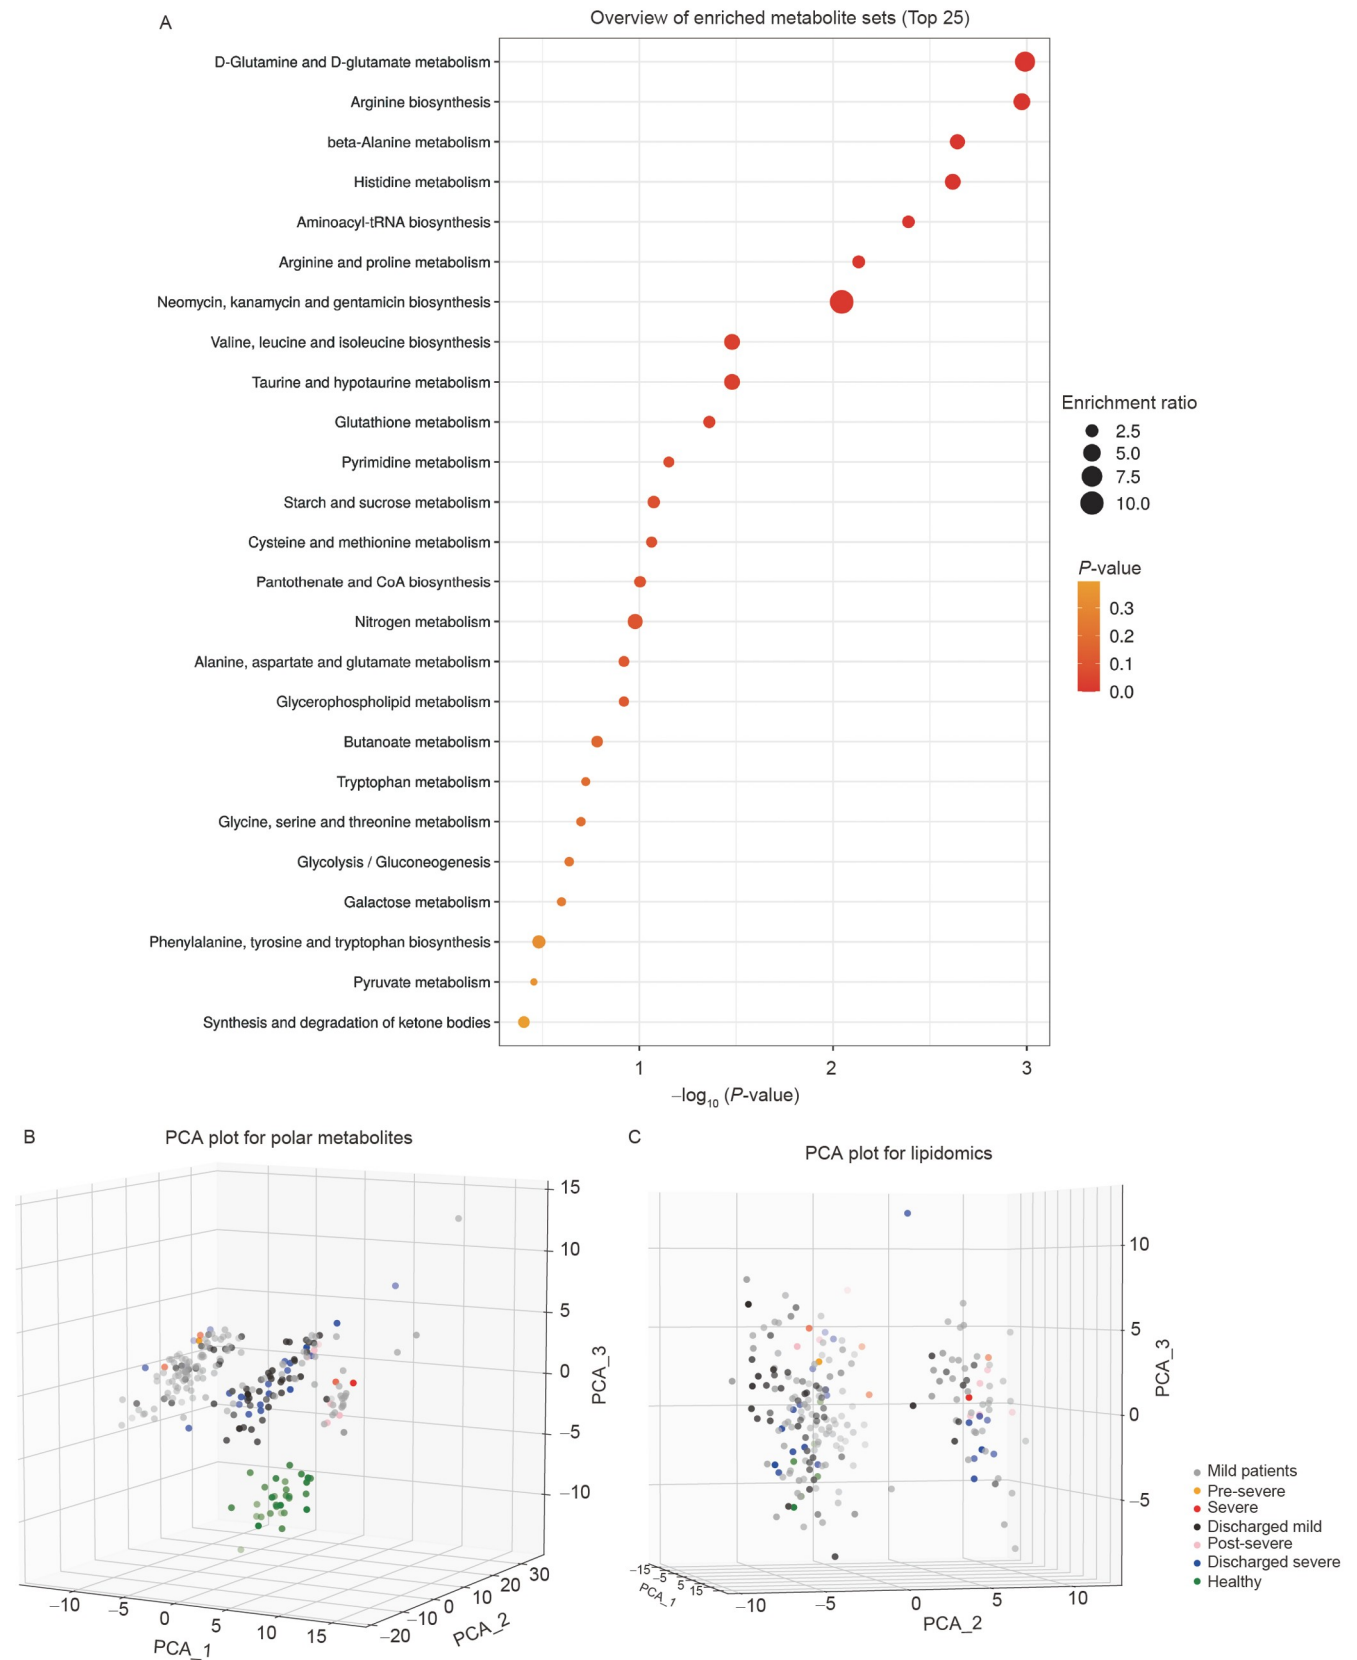 A
Overview of enriched metabolite sets (Top 25)
D-Glutamine and D-glutamate metabolism
Arginine biosynthesis
beta-Alanine metabolism
Histidine metabolism
Aminoacyl-tRNA biosynthesis
Arginine and proline metabolism
Neomycin, kanamycin and gentamicin biosynthesis
Valine, leucine and isoleucine biosynthesis
Taurine and hypotaurine metabolism
Glutathione metabolism
Pyrimidine metabolism
Starch and sucrose metabolism
Cysteine and methionine metabolism
Pantothenate and CoA biosynthesis
Nitrogen metabolism
Alanine, aspartate and glutamate metabolism
Glycerophospholipid metabolism
Butanoate metabolism
Tryptophan metabolism
Glycine, serine and threonine metabolism
Glycolysis / Gluconeogenesis
Galactose metabolism
Phenylalanine, tyrosine and tryptophan biosynthesis
Pyruvate metabolism
Synthesis and degradation of ketone bodies
1 2 3
−log10 (P-value)
Enrichment ratio
2.5
5.0
7.5
10.0
P-value
0.3
0.2
0.1
0.0
B
PCA plot for polar metabolites
15
10
5
0
−5
−10
PCA_3
−10 −5 0 5 10 15
PCA_1
−20 −10 0 10 20 30
PCA_2
C
PCA plot for lipidomics
10
5
0
−5
PCA_3
−15 −5 5 15
PCA_1
−10 −5 0 5 10
PCA_2
Mild patients
Pre-severe
Severe
Discharged mild
Post-severe
Discharged severe
Healthy